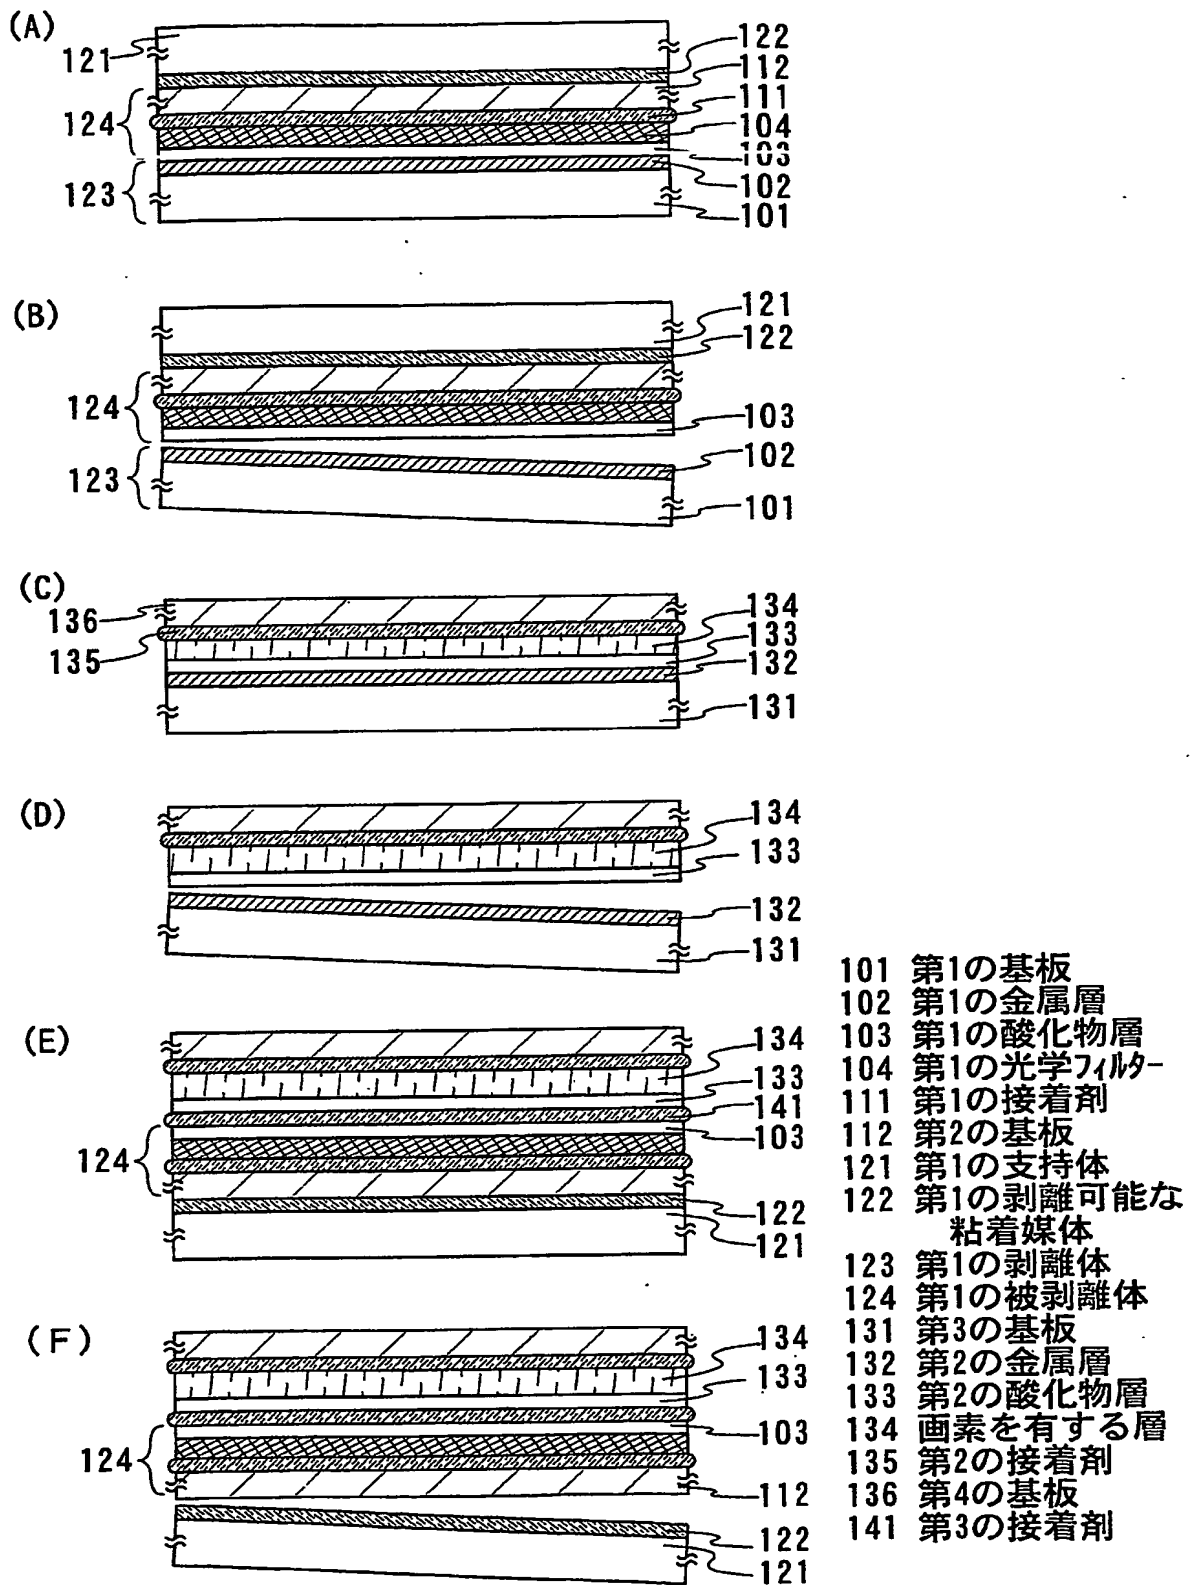 (A)
121
122
112
111
124
104
103
123
102
101
(B)
121
122
124
103
102
123
101
(C)
136
134
133
135
132
131
(D)
134
133
132
131
(E)
134
133
141
103
124
122
121
(F)
134
133
103
124
112
122
121
101 第1の基板
102 第1の金属層
103 第1の酸化物層
104 第1の光学フィルター
111 第1の接着剤
112 第2の基板
121 第1の支持体
122 第1の剥離可能な
粘着媒体
123 第1の剥離体
124 第1の被剥離体
131 第3の基板
132 第2の金属層
133 第2の酸化物層
134 画素を有する層
135 第2の接着剤
136 第4の基板
141 第3の接着剤